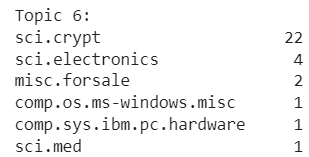 Topic 6:
sci.crypt 22
sci.electronics 4
misc.forsale 2
comp.os.ms-windows.misc 1
comp.sys.ibm.pc.hardware 1
sci.med 1